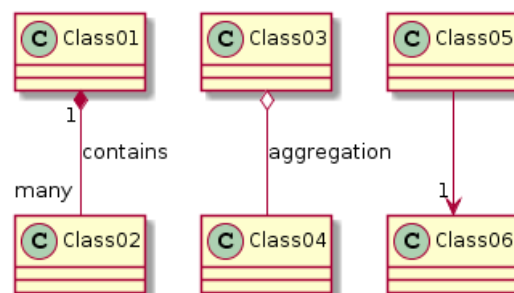 C Class01
C Class03
C Class05
1
contains
aggregation
many
1
C Class02
C Class04
C Class06